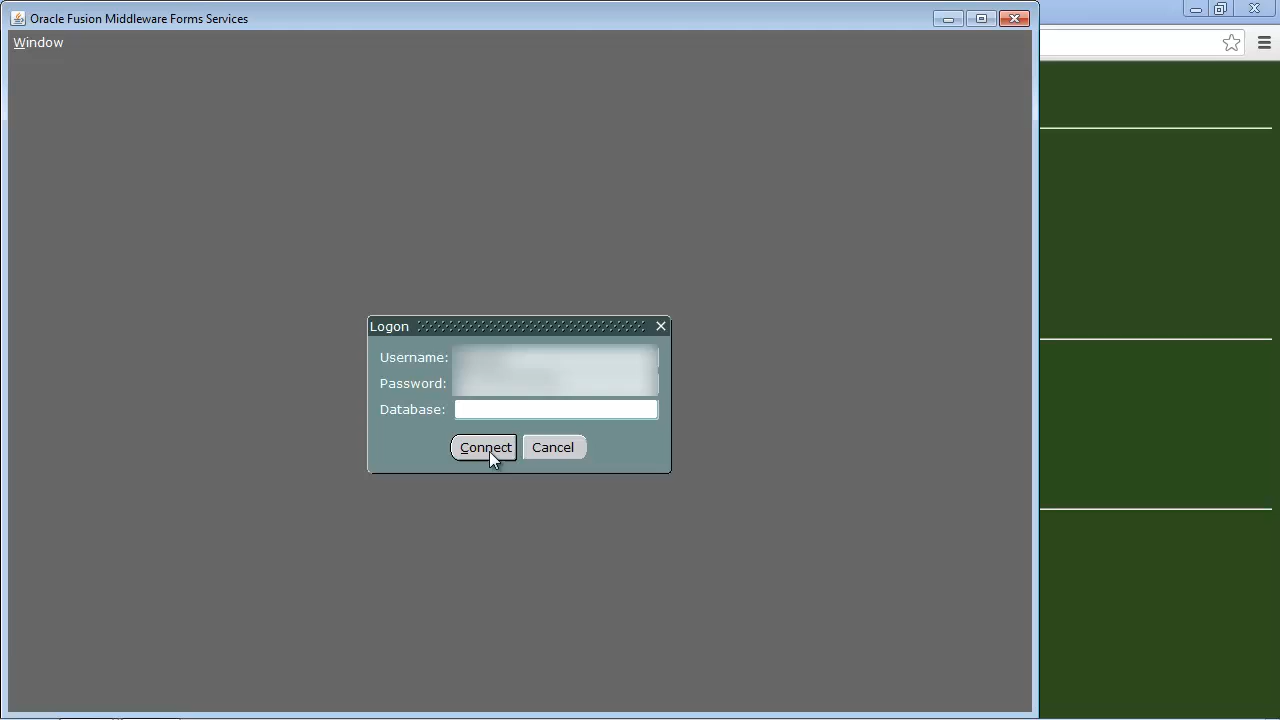 Oracle Fusion Middleware Forms Services
Window
Logon
Username:
Password:
Database:
Connect Cancel